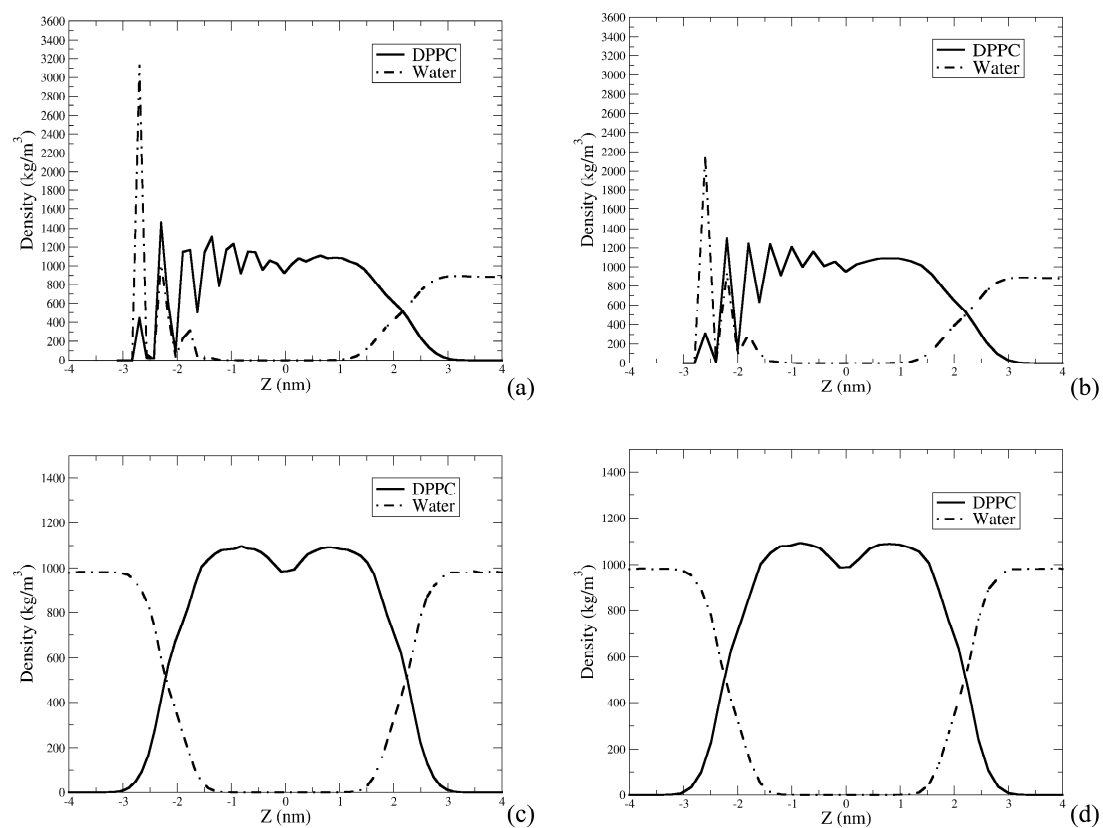 3600
3400
3200
3000
2800
2600
2400
2200
2000
1800
1600
1400
1200
1000
800
600
400
200
0
Density (kg/m³)
DPPC
Water
-4 -3 -2 -1 0 1 2 3 4
Z (nm)
(a)
3600
3400
3200
3000
2800
2600
2400
2200
2000
1800
1600
1400
1200
1000
800
600
400
200
0
Density (kg/m³)
DPPC
Water
-4 -3 -2 -1 0 1 2 3 4
Z (nm)
(b)
1400
1200
1000
800
600
400
200
0
Density (kg/m³)
DPPC
Water
-4 -3 -2 -1 0 1 2 3 4
Z (nm)
(c)
1400
1200
1000
800
600
400
200
0
Density (kg/m³)
DPPC
Water
-4 -3 -2 -1 0 1 2 3 4
Z (nm)
(d)